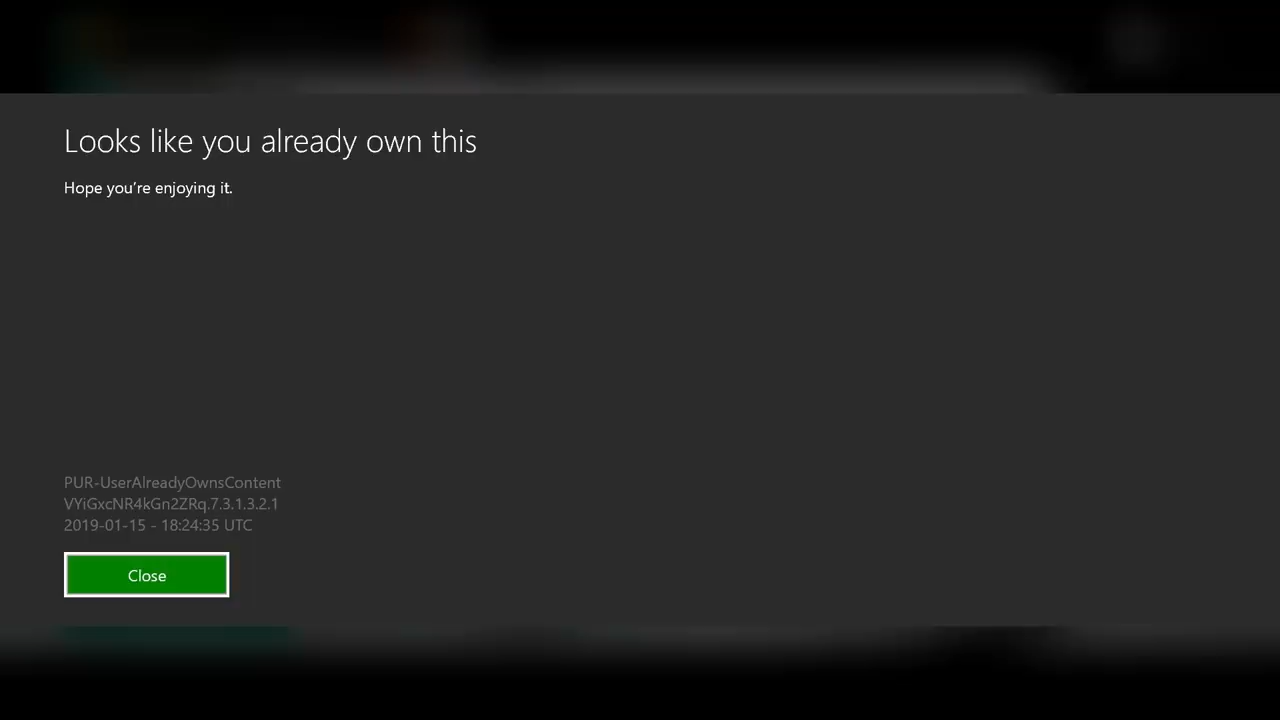 Looks like you already own this
Hope you’re enjoying it.
PUR-UserAlreadyOwnsContent
VYiGxcNR4kGn2ZRq.7.3.1.3.2.1
2019-01-15 - 18:24:35 UTC
Close